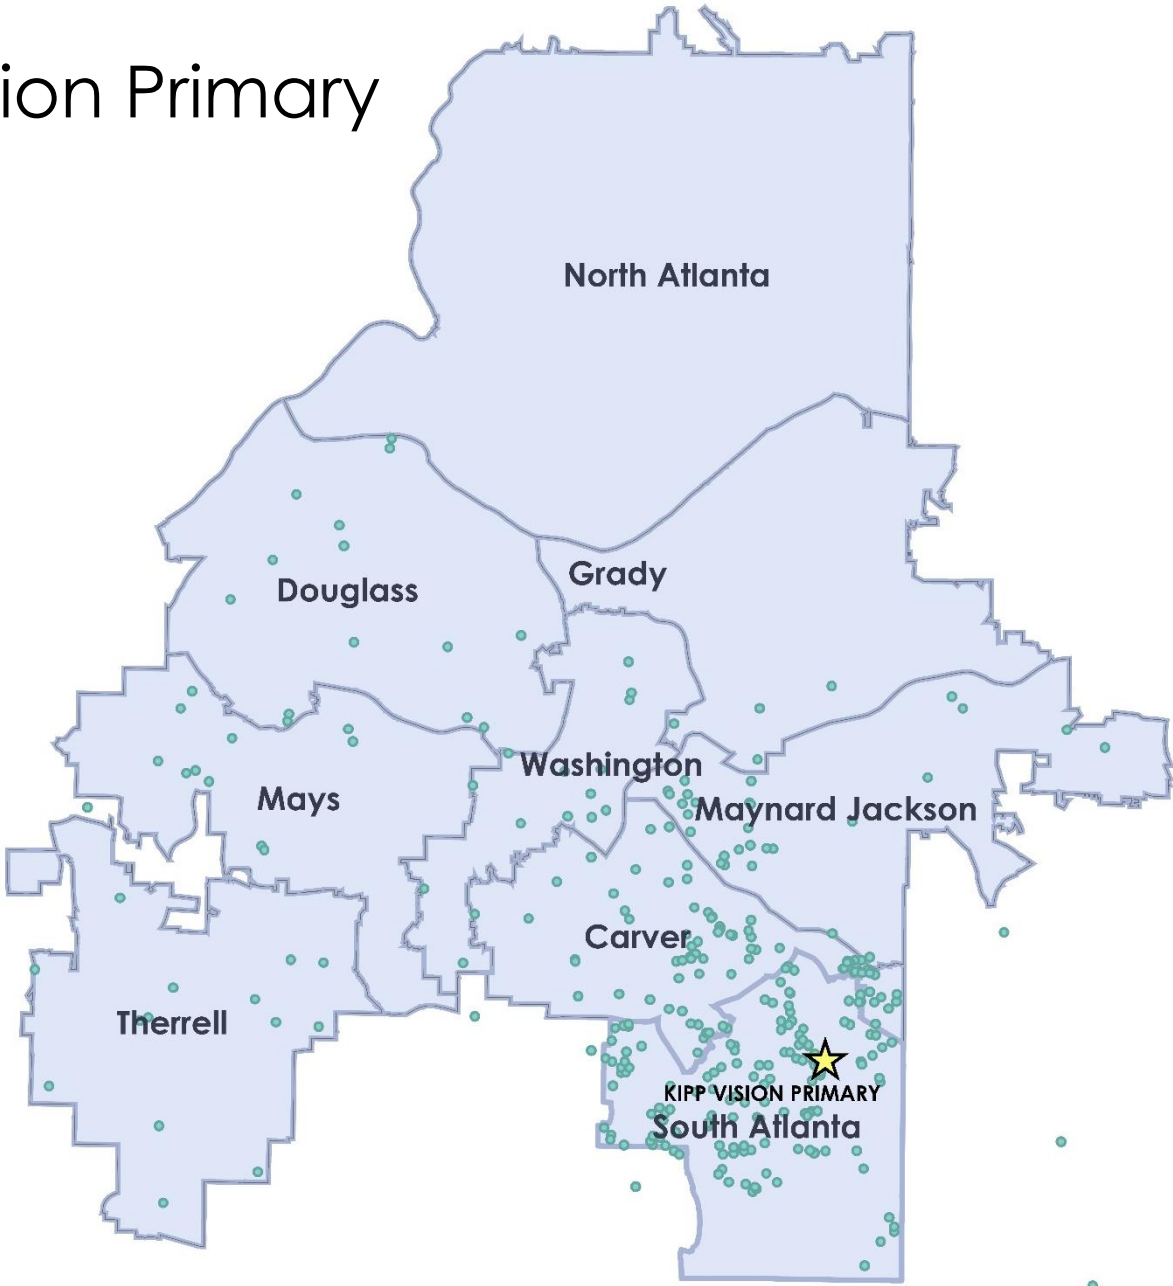 ion Primary
North Atlanta
Grady
Douglass
Washington
Mays
Maynard Jackson
Carver
Therrell
KIPP VISION PRIMARY
South Atlanta